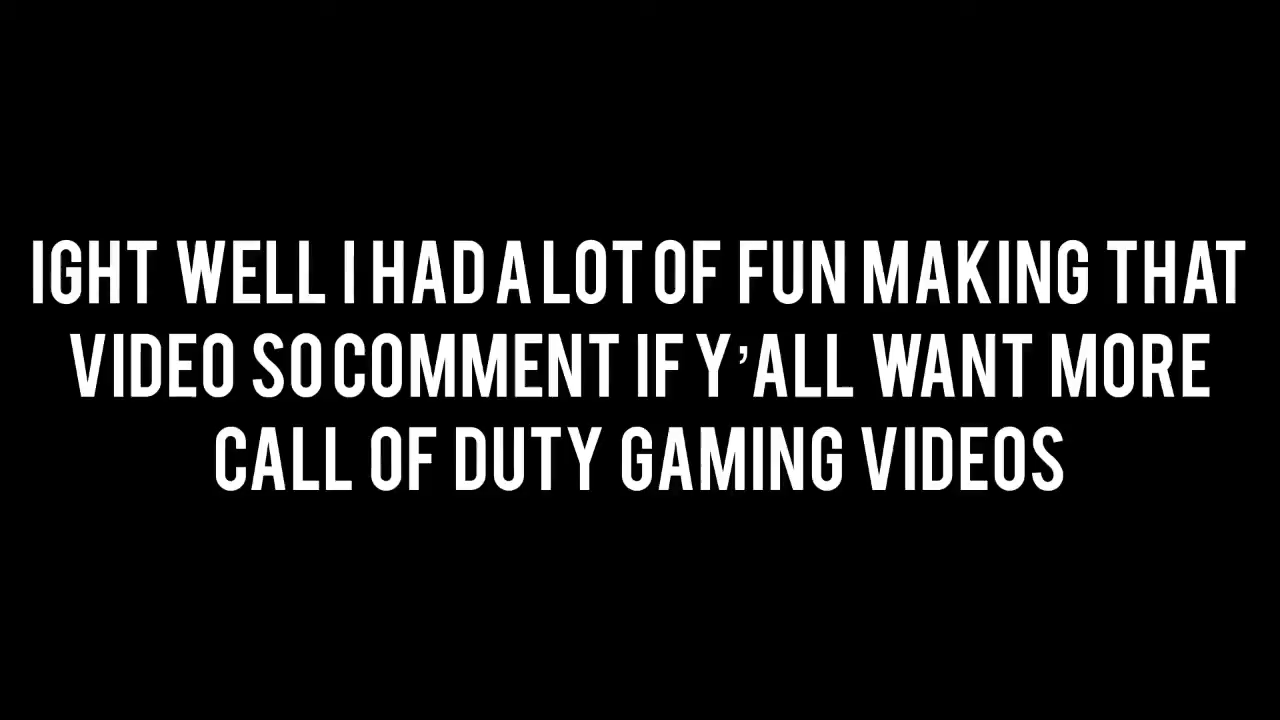 IGHT WELL I HAD A LOT OF FUN MAKING THAT
VIDEO SO COMMENT IF Y'ALL WANT MORE
CALL OF DUTY GAMING VIDEOS